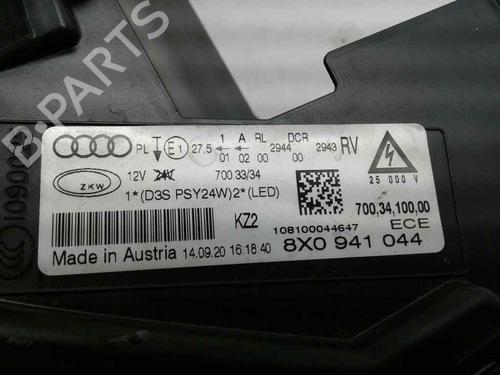 B-PARTS
PL T E1 27,5 1 A RL DCR RV
01 02 00 2944 00 2943
ZKW 12V 24V 700 33/34 25 000 V
1*(D3S PSY24W)2*(LED) 700,34,100,00
KZ2 108100044647 ECE
Made in Austria 14.09.20 16:18:40 8X0 941 044